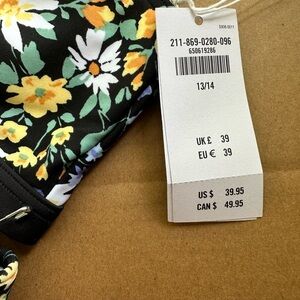 211-869-0280-096
650619286
13/14
UK £ 39
EU € 39
US $ 39.95
CAN $ 49.95